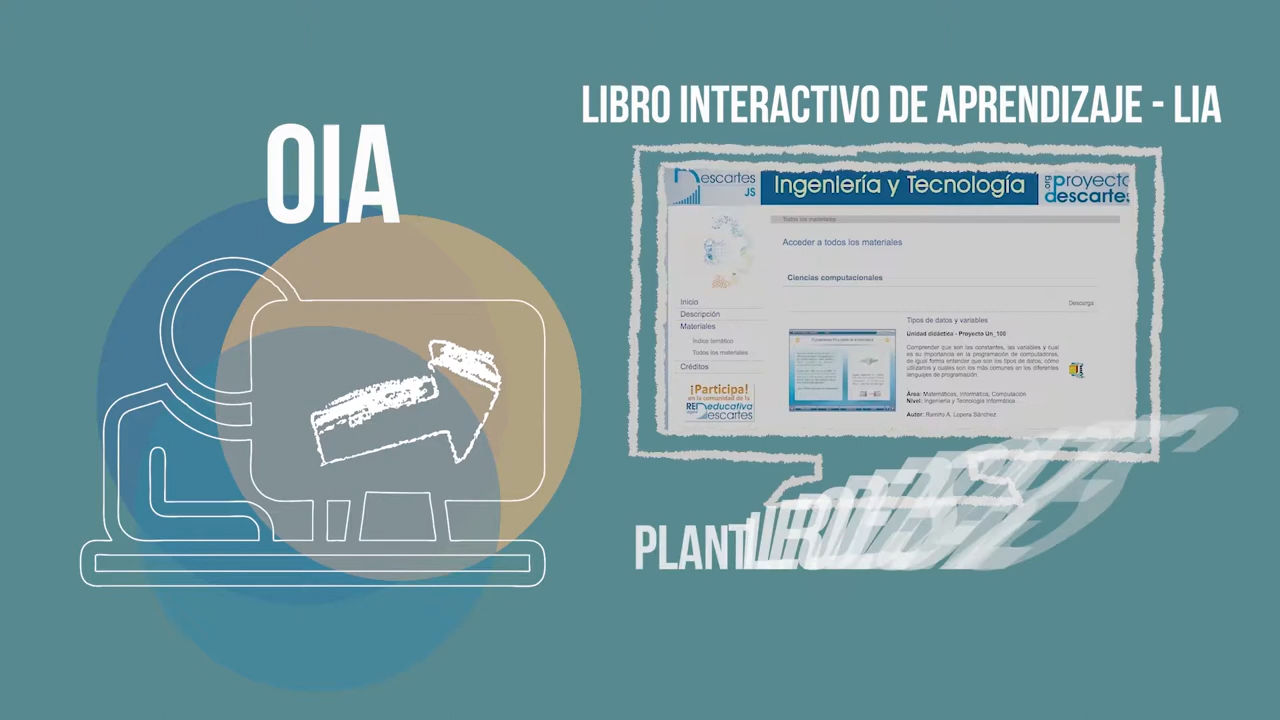 OIA
LIBRO INTERACTIVO DE APRENDIZAJE - LIA
Descartes
JS
Ingeniería y Tecnología
proyecto
descartes
.org
Todos los materiales
Acceder a todos los materiales
Ciencias computacionales
Descarga
Inicio
Descripción
Materiales
Índice temático
Todos los materiales
Créditos
¡Participa!
en la comunidad de la
RED educativa
descartes
Tipos de datos y variables
Unidad didáctica - Proyecto Un_100
Comprender que son las constantes, las variables y cual
es su importancia en la programación de computadoras,
de igual forma entender que son los tipos de datos, cómo
utilizarlos y cuáles son los más comunes en los diferentes
lenguajes de programación.
Área: Matemáticas, Informática, Computación
Nivel: Ingeniería y Tecnología Informática
Autor: Ramiro A. Lopera Sánchez
PLANT